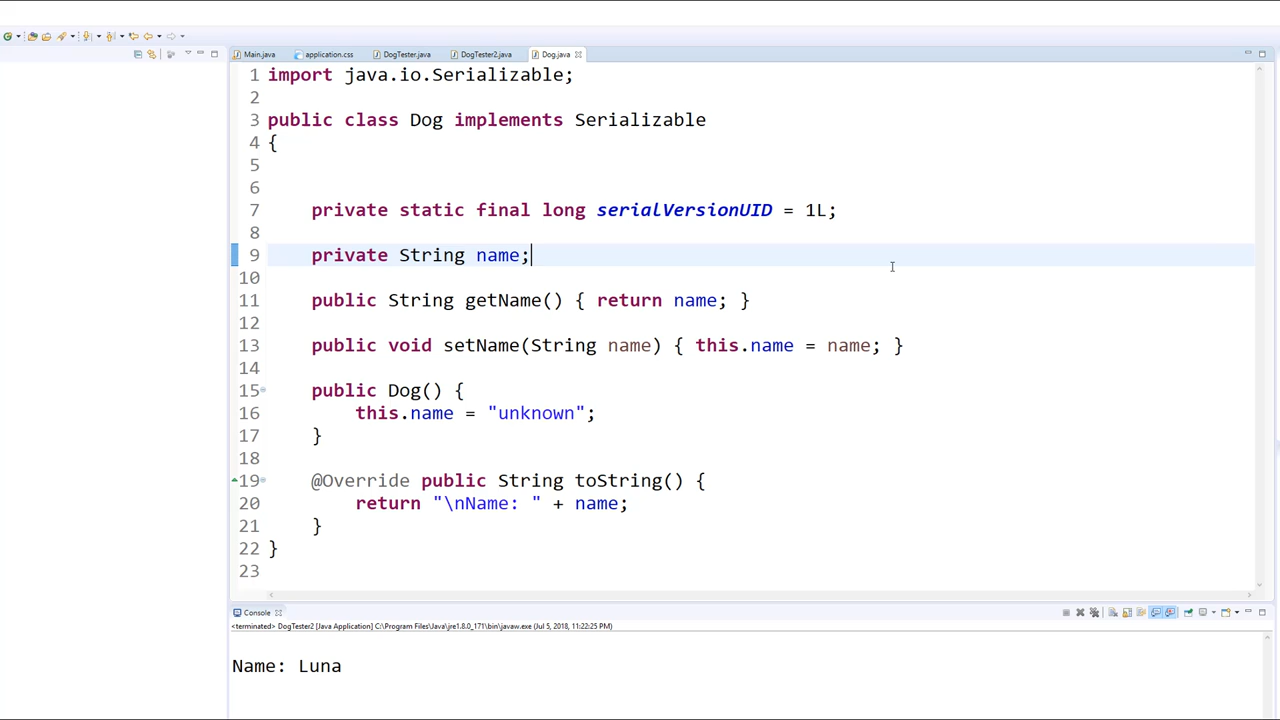 Main.java application.css DogTester.java DogTester2.java Dog.java
1 import java.io.Serializable;
2
3 public class Dog implements Serializable
4 {
5
6
7 private static final long serialVersionUID = 1L;
8
9 private String name;
10
11 public String getName() { return name; }
12
13 public void setName(String name) { this.name = name; }
14
15 public Dog() {
16 this.name = "unknown";
17 }
18
19 @Override public String toString() {
20 return "\nName: " + name;
21 }
22 }
23
Console
<terminated> DogTester2 [Java Application] C:\Program Files\Java\jre1.8.0_171\bin\javaw.exe (Jul 5, 2018, 11:22:25 PM)
Name: Luna